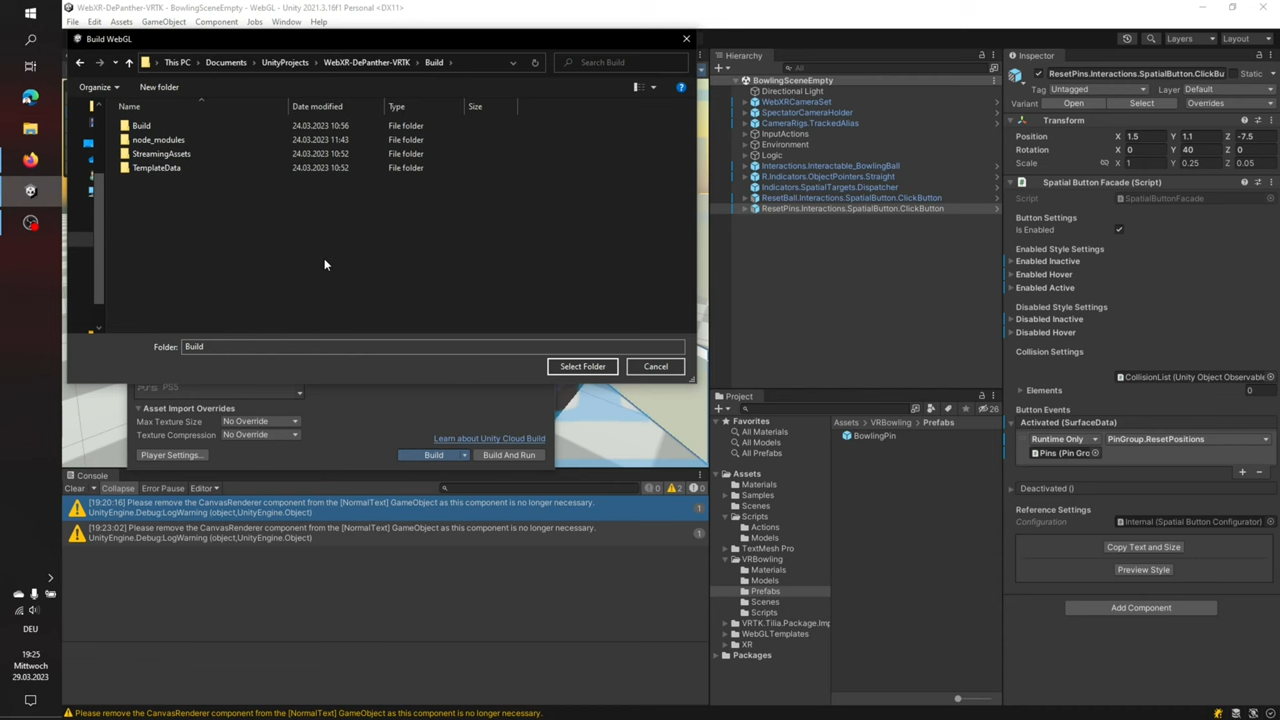 WebXR-DePanther-VRTK - BowlingSceneEmpty - WebGL - Unity 2021.3.16f1 Personal <DX11>
File Edit Assets GameObject Component Jobs Window Help
Build WebGL
This PC Documents UnityProjects WebXR-DePanther-VRTK Build
Search Build
Organize New folder
Name Date modified Type Size
Build 24.03.2023 10:56 File folder
node_modules 24.03.2023 11:43 File folder
StreamingAssets 24.03.2023 10:52 File folder
TemplateData 24.03.2023 10:52 File folder
Folder: Build
Select Folder Cancel
PS5
Asset Import Overrides
Max Texture Size No Override
Texture Compression No Override
Learn about Unity Cloud Build
Player Settings... Build Build And Run
Console
Clear Collapse Error Pause Editor 0 2 0
[19:20:16] Please remove the CanvasRenderer component from the [NormalText] GameObject as this component is no longer necessary.
UnityEngine.Debug:LogWarning (object,UnityEngine.Object)
1
[19:23:02] Please remove the CanvasRenderer component from the [NormalText] GameObject as this component is no longer necessary.
UnityEngine.Debug:LogWarning (object,UnityEngine.Object)
1
Please remove the CanvasRenderer component from the [NormalText] GameObject as this component is no longer necessary.
DEU
19:25
Mittwoch
29.03.2023
Layers Layout
Hierarchy
All
BowlingSceneEmpty
Directional Light
WebXRCameraSet
SpectatorCameraHolder
CameraRigs.TrackedAlias
InputActions
Environment
Logic
Interactions.Interactable_BowlingBall
R.Indicators.ObjectPointers.Straight
Indicators.SpatialTargets.Dispatcher
ResetBall.Interactions.SpatialButton.ClickButton
ResetPins.Interactions.SpatialButton.ClickButton
Project
26
Favorites
All Materials
All Models
All Prefabs
Assets
Materials
Samples
Scenes
Scripts
Actions
Models
TextMesh Pro
VRBowling
Materials
Models
Prefabs
Scenes
Scripts
VRTK.Tilia.Package.Imp
WebGLTemplates
XR
Packages
Assets VRBowling Prefabs
BowlingPin
Inspector
ResetPins.Interactions.SpatialButton.ClickBu Static
Tag Untagged Layer Default
Variant Open Select Overrides
Transform
Position X 1.5 Y 1.1 Z -7.5
Rotation X 0 Y 40 Z 0
Scale X 1 Y 0.25 Z 0.05
Spatial Button Facade (Script)
Script SpatialButtonFacade
Button Settings
Is Enabled
Enabled Style Settings
Enabled Inactive
Enabled Hover
Enabled Active
Disabled Style Settings
Disabled Inactive
Disabled Hover
Collision Settings
CollisionList (Unity Object Observable
Elements 0
Button Events
Activated (SurfaceData)
Runtime Only PinGroup.ResetPositions
Pins (Pin Gro
Deactivated ()
Reference Settings
Configuration Internal (Spatial Button Configurator)
Copy Text and Size
Preview Style
Add Component